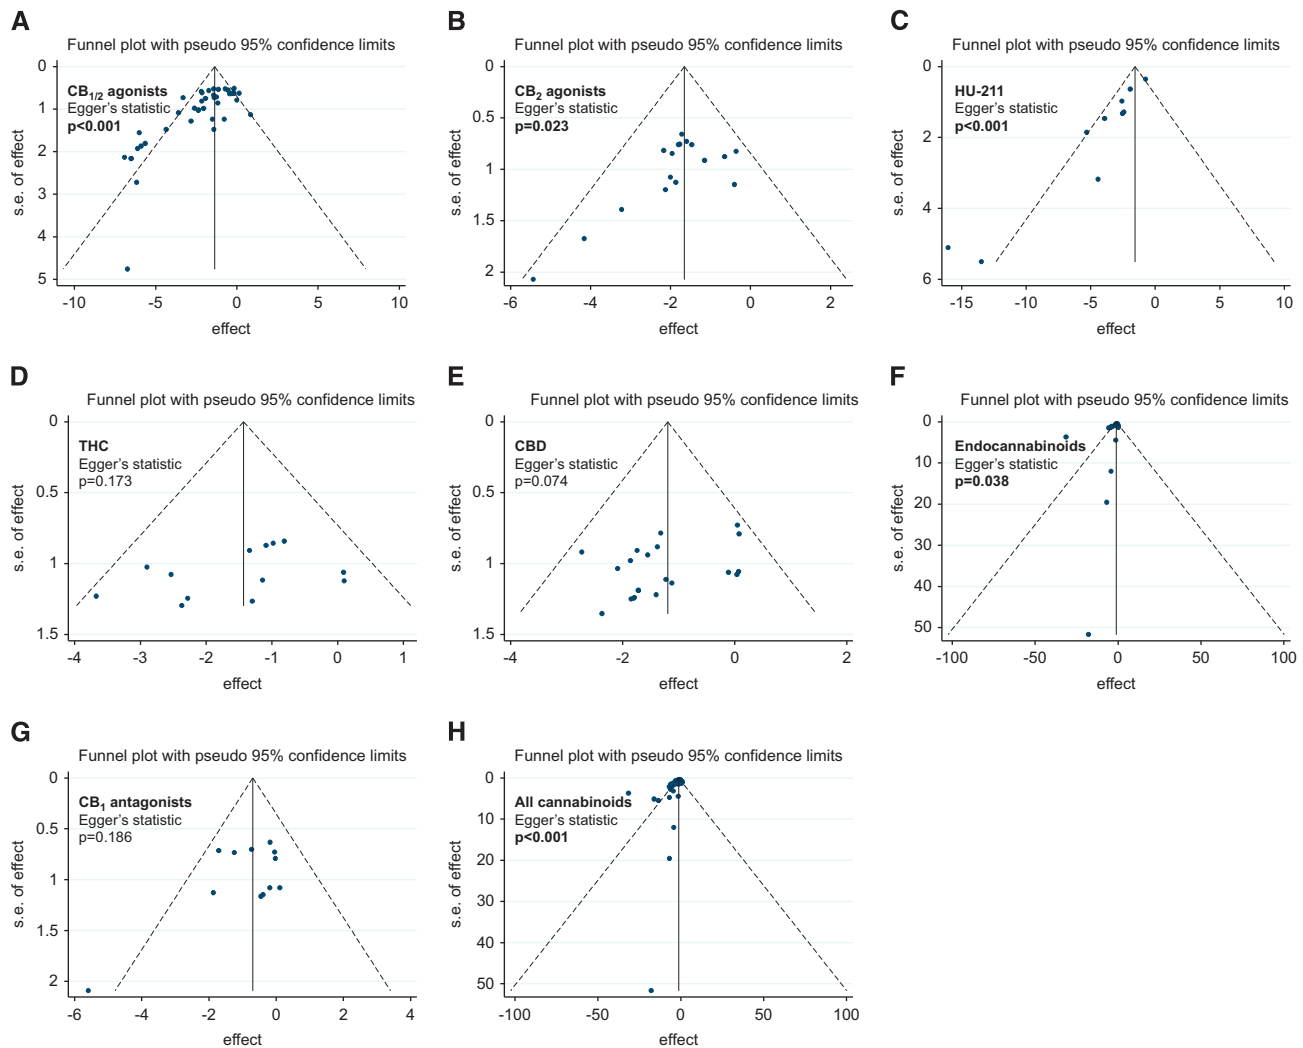 A
Funnel plot with pseudo 95% confidence limits
CB1/2 agonists
Egger's statistic
p<0.001
s.e. of effect
0
1
2
3
4
5
-10
-5
0
5
10
effect
B
Funnel plot with pseudo 95% confidence limits
CB2 agonists
Egger's statistic
p=0.023
s.e. of effect
0
0.5
1
1.5
2
-6
-4
-2
0
2
effect
C
Funnel plot with pseudo 95% confidence limits
HU-211
Egger's statistic
p<0.001
s.e. of effect
0
2
4
6
-15
-10
-5
0
5
10
effect
D
Funnel plot with pseudo 95% confidence limits
THC
Egger's statistic
p=0.173
s.e. of effect
0
0.5
1
1.5
-4
-3
-2
-1
0
1
effect
E
Funnel plot with pseudo 95% confidence limits
CBD
Egger's statistic
p=0.074
s.e. of effect
0
0.5
1
1.5
-4
-2
0
2
effect
F
Funnel plot with pseudo 95% confidence limits
Endocannabinoids
Egger's statistic
p=0.038
s.e. of effect
0
10
20
30
40
50
-100
-50
0
50
100
effect
G
Funnel plot with pseudo 95% confidence limits
CB1 antagonists
Egger's statistic
p=0.186
s.e. of effect
0
0.5
1
1.5
2
-6
-4
-2
0
2
4
effect
H
Funnel plot with pseudo 95% confidence limits
All cannabinoids
Egger's statistic
p<0.001
s.e. of effect
0
10
20
30
40
50
-100
-50
0
50
100
effect